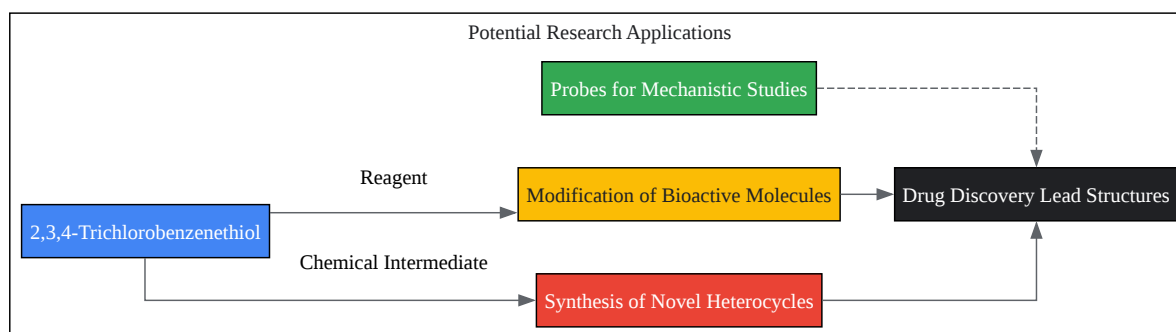 Potential Research Applications
Probes for Mechanistic Studies
Reagent
Modification of Bioactive Molecules
Drug Discovery Lead Structures
2,3,4-Trichlorobenzenethiol
Chemical Intermediate
Synthesis of Novel Heterocycles